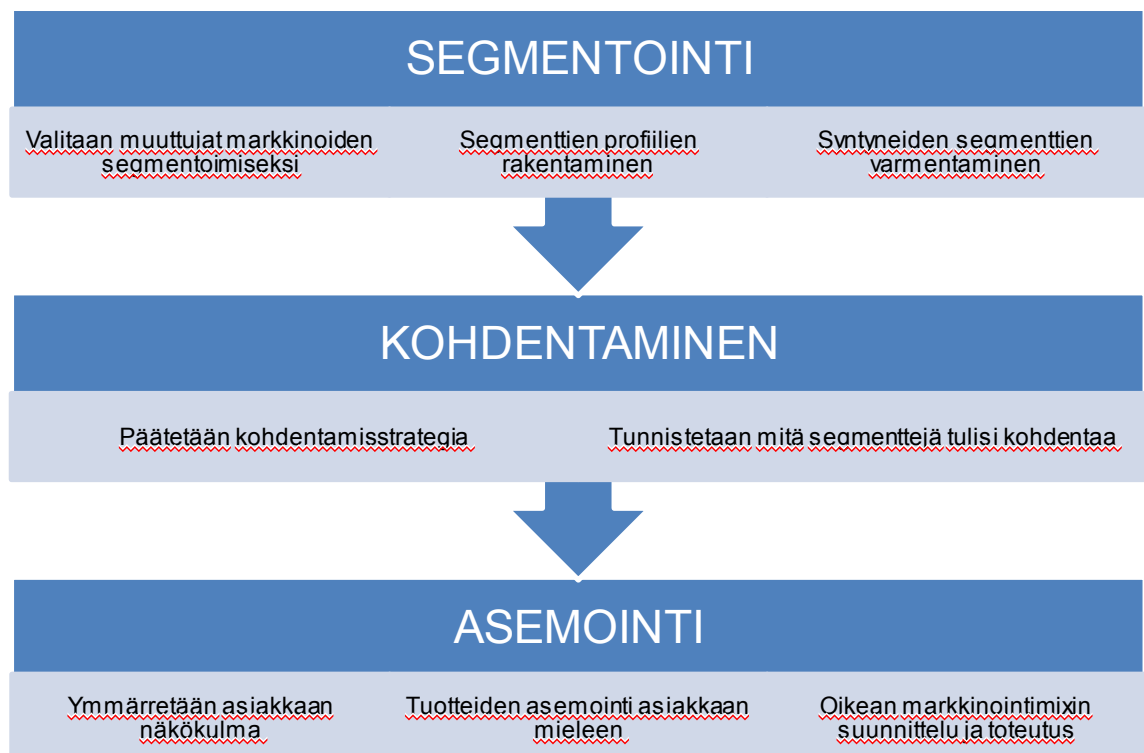 SEGMENTOINTI
Valitaan muuttujat markkinoiden
segmentoimiseksi
Segmenttien profiilien
rakentaminen
Syntyneiden segmenttien
varmentaminen
KOHDENTAMINEN
Päätetään kohdentamisstrategia
Tunnistetaan mitä segmenttejä tulisi kohdentaa
ASEMOINTI
Ymmärretään asiakkaan
näkökulma
Tuotteiden asemointi asiakkaan
mieleen
Oikean markkinointimixin
suunnittelu ja toteutus